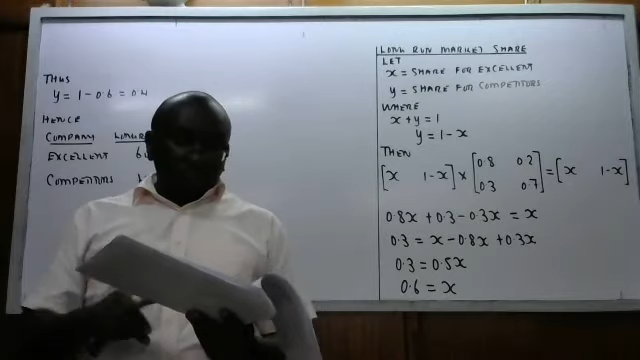 THUS
y = 1 - 0.6 = 0.4
HENCE
COMPANY
EXCELLENT
COMPETITORS
LONG RUN MARKET SHARE
LET
x = SHARE FOR EXCELLENT
y = SHARE FOR COMPETITORS
WHERE
x + y = 1
y = 1 - x
THEN
[x 1-x] × [0.8 0.2 0.3 0.7] = [x 1-x]
0.8x + 0.3 - 0.3x = x
0.3 = x - 0.8x + 0.3x
0.3 = 0.5x
0.6 = x